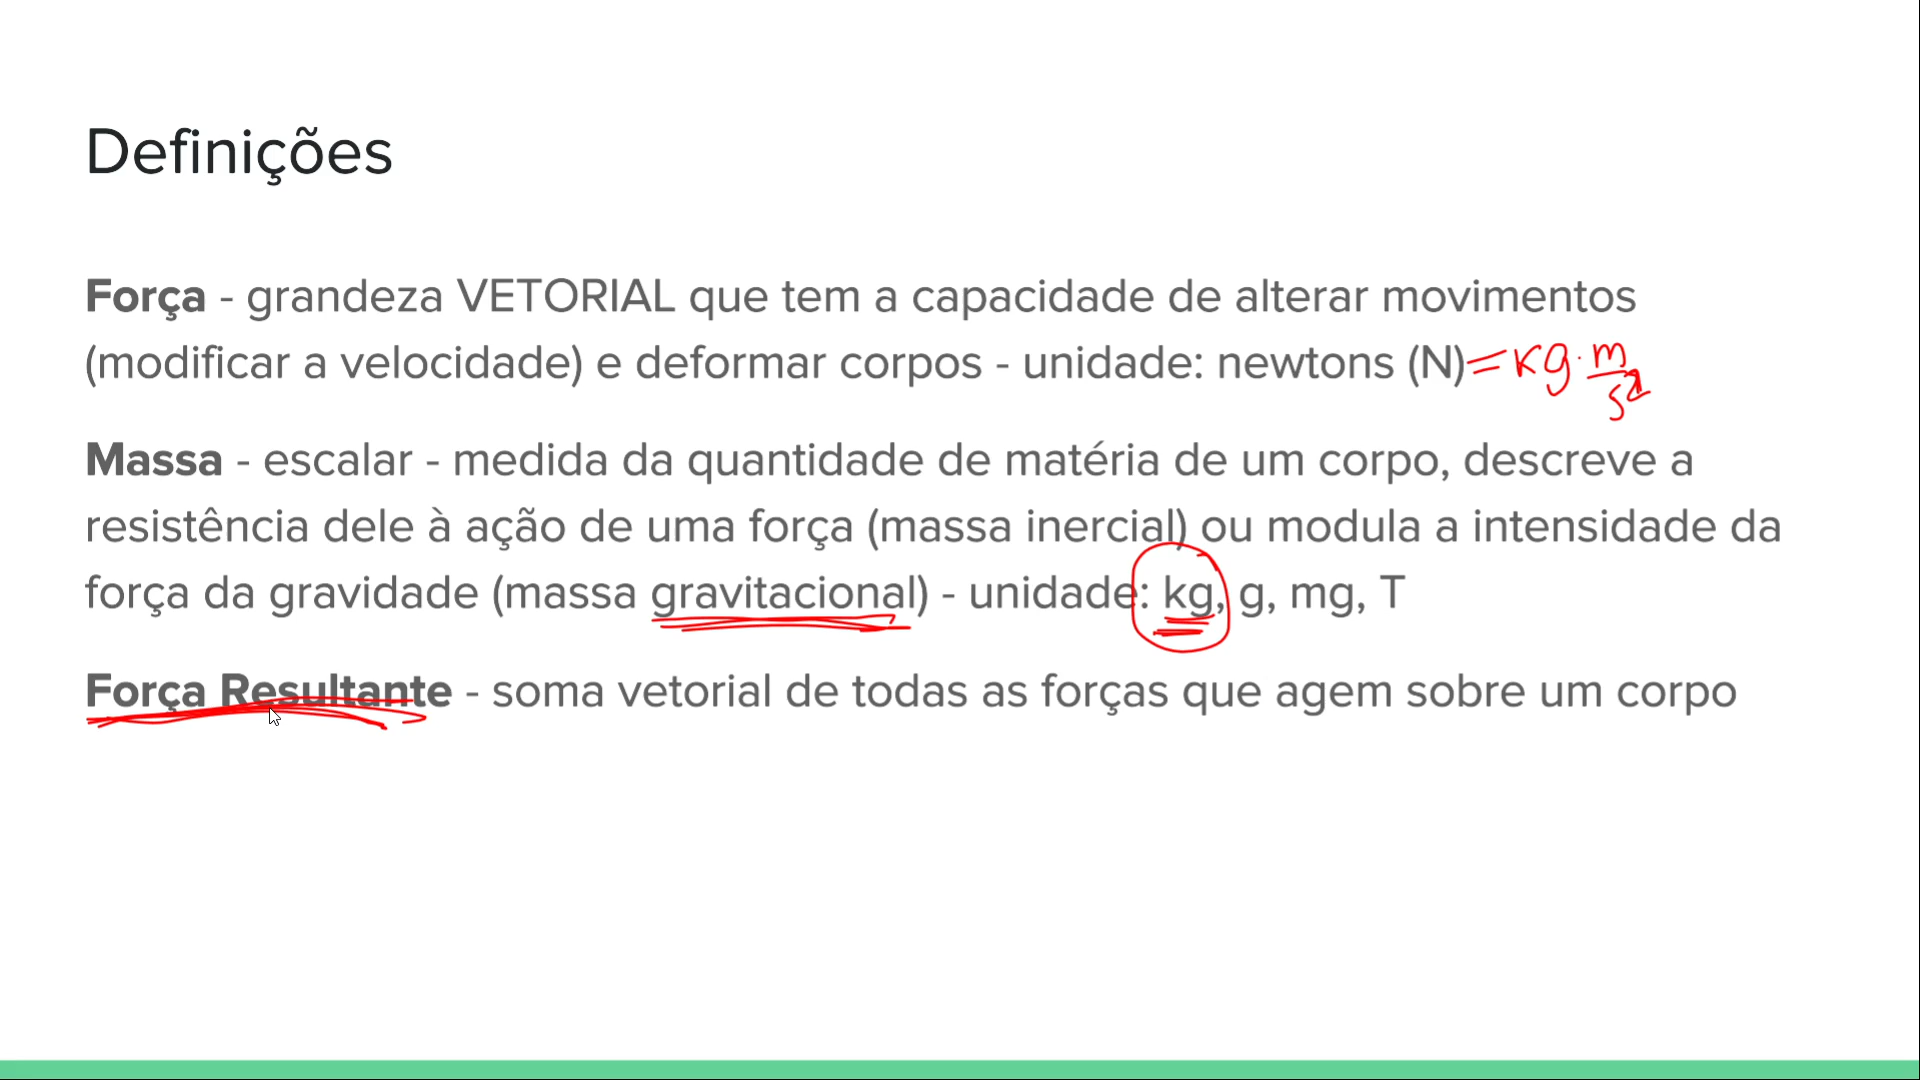 Definições
Força - grandeza VETORIAL que tem a capacidade de alterar movimentos
(modificar a velocidade) e deformar corpos - unidade: newtons (N)=kg·m/s²
Massa - escalar - medida da quantidade de matéria de um corpo, descreve a
resistência dele à ação de uma força (massa inercial) ou modula a intensidade da
força da gravidade (massa gravitacional) - unidade: kg, g, mg, T
Força Resultante - soma vetorial de todas as forças que agem sobre um corpo